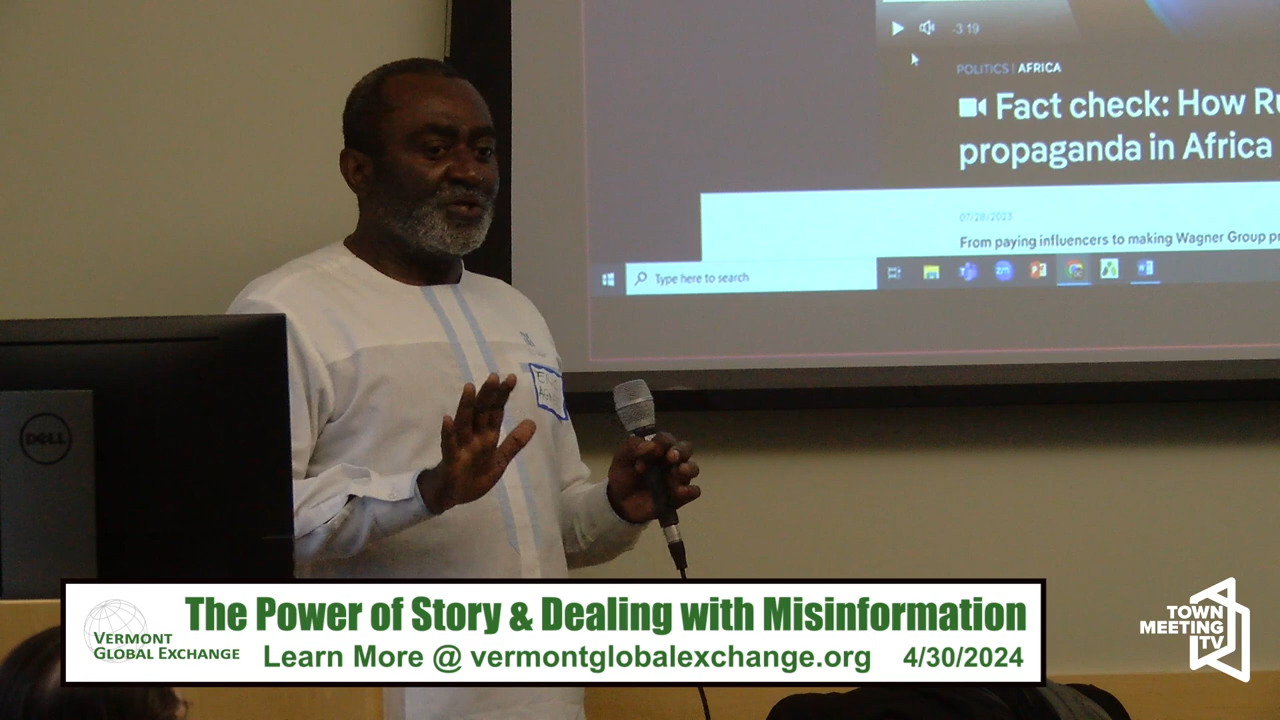 -3:19
POLITICS | AFRICA
Fact check: How
propaganda in Africa
07/28/2023
From paying influencers to making Wagner Group
Type here to search
DELL
The Power of Story & Dealing with Misinformation
VERMONT
GLOBAL EXCHANGE
Learn More @ vermontglobalexchange.org 4/30/2024
TOWN
MEETING
TV